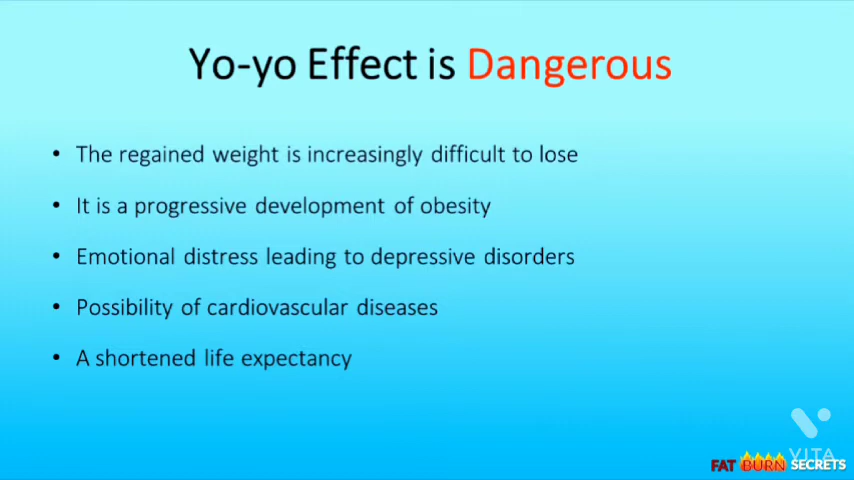 Yo-yo Effect is Dangerous
• The regained weight is increasingly difficult to lose
• It is a progressive development of obesity
• Emotional distress leading to depressive disorders
• Possibility of cardiovascular diseases
• A shortened life expectancy
VITA
FAT BURN SECRETS